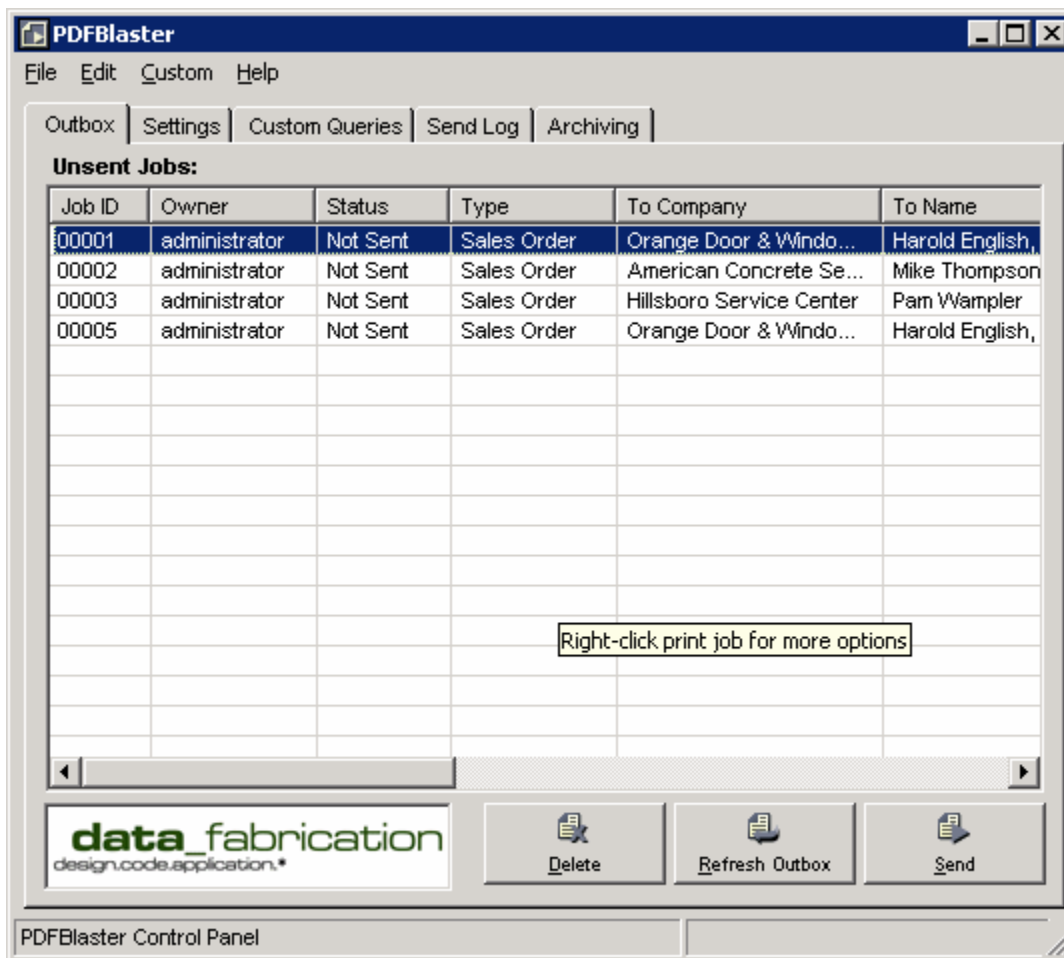 PDFBlaster
File Edit Custom Help
Outbox Settings Custom Queries Send Log Archiving
Unsent Jobs:
Job ID Owner Status Type To Company To Name
00001 administrator Not Sent Sales Order Orange Door & Windo... Harold English,
00002 administrator Not Sent Sales Order American Concrete Se... Mike Thompson
00003 administrator Not Sent Sales Order Hillsboro Service Center Pam Wampler
00005 administrator Not Sent Sales Order Orange Door & Windo... Harold English,
Right-click print job for more options
data_fabrication
design.code.application.*
Delete Refresh Outbox Send
PDFBlaster Control Panel